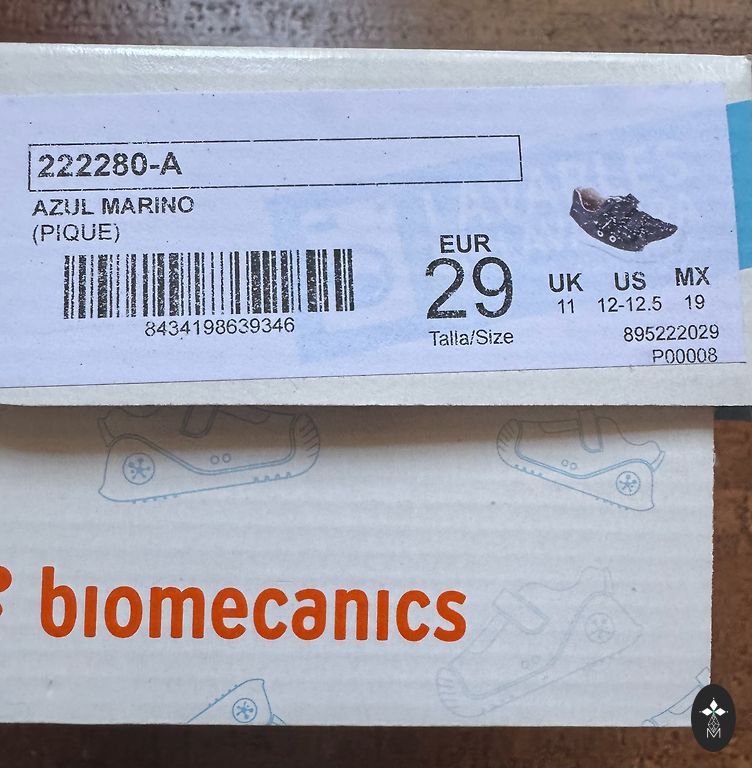 222280-A
AZUL MARINO
(PIQUE)
8434198639346
EUR
29
Talla/Size
UK US MX
11 12-12.5 19
895222029
P00008
biomecanics
M